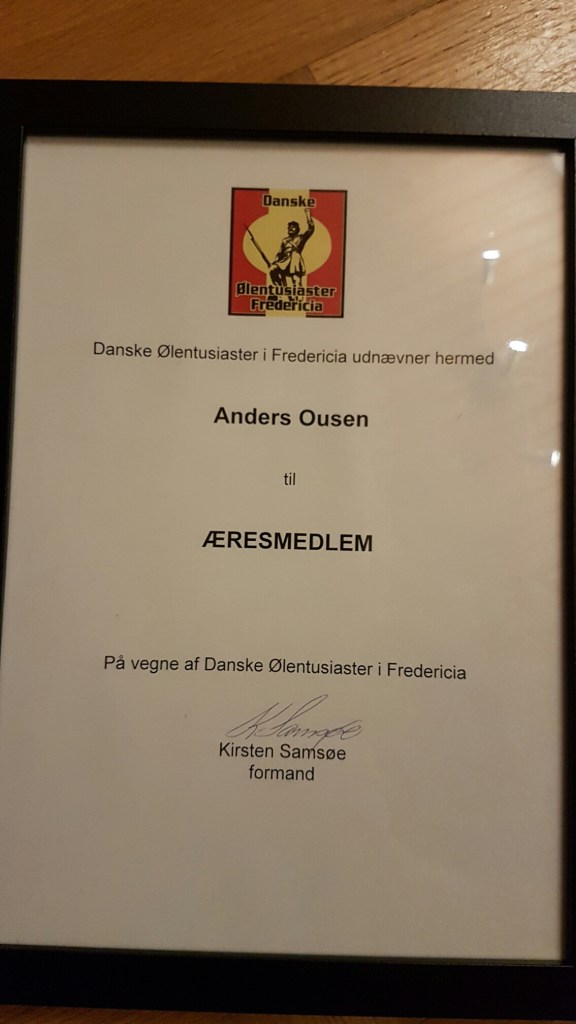 Danske
Ølentusiaster
Fredericia
Danske Ølentusiaster i Fredericia udnævner hermed
Anders Ousen
til
ÆRESMEDLEM
På vegne af Danske Ølentusiaster i Fredericia
K Samsøe
Kirsten Samsøe
formand